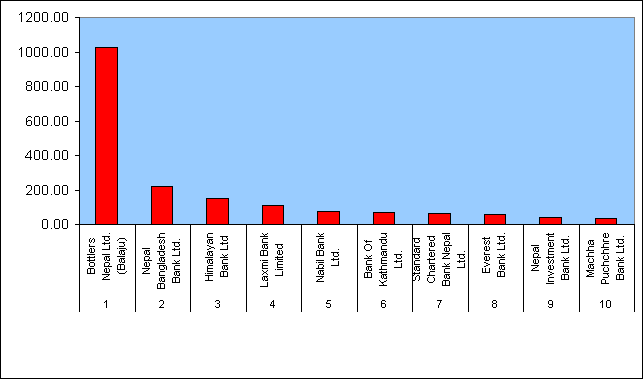 1200.00
1000.00
800.00
600.00
400.00
200.00
0.00
Bottlers
Nepal Ltd.
(Balaju)
Nepal
Bangladesh
Bank Ltd.
Himalayan
Bank Ltd
Laxmi Bank
Limited
Nabil Bank
Ltd.
Bank Of
Kathmandu
Ltd.
Standard
Chartered
Bank Nepal
Ltd.
Everest
Bank Ltd.
Nepal
Investment
Bank Ltd.
Machha
Puchchhre
Bank Ltd.
1
2
3
4
5
6
7
8
9
10